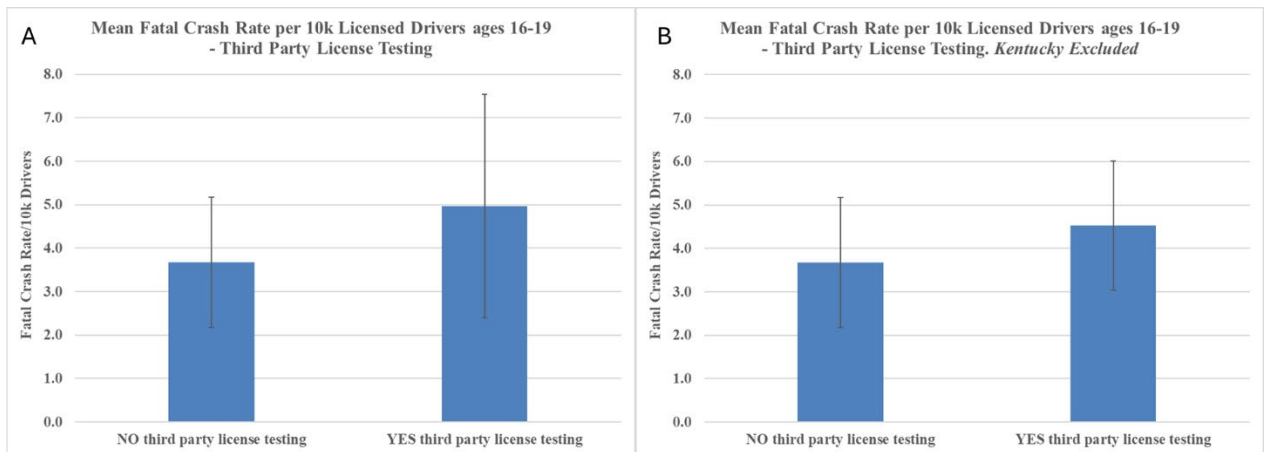 A
Mean Fatal Crash Rate per 10k Licensed Drivers ages 16-19
- Third Party License Testing
Fatal Crash Rate/10k Drivers
8.0
7.0
6.0
5.0
4.0
3.0
2.0
1.0
0.0
NO third party license testing
YES third party license testing
B
Mean Fatal Crash Rate per 10k Licensed Drivers ages 16-19
- Third Party License Testing. Kentucky Excluded
Fatal Crash Rate/10k Drivers
8.0
7.0
6.0
5.0
4.0
3.0
2.0
1.0
0.0
NO third party license testing
YES third party license testing